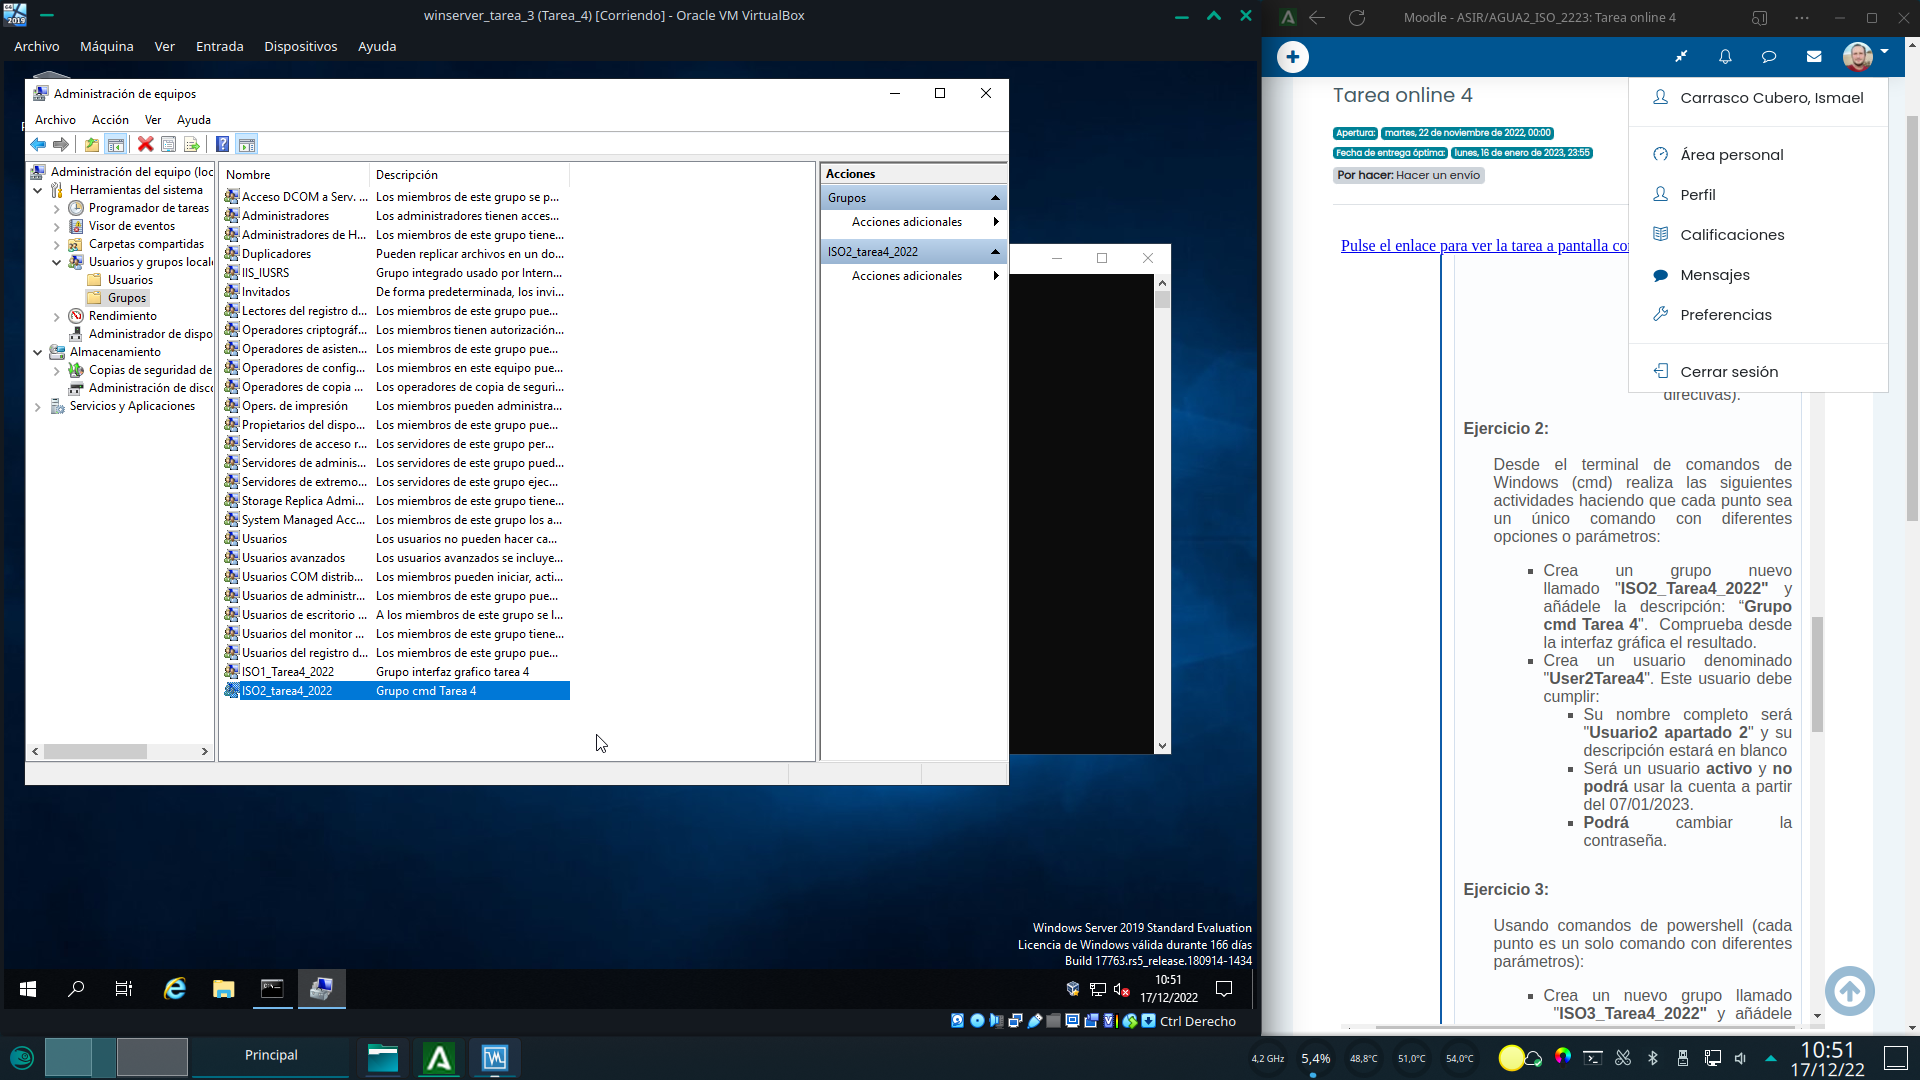 winserver_tarea_3 (Tarea_4) [Corriendo] - Oracle VM VirtualBox
Archivo Máquina Ver Entrada Dispositivos Ayuda
Administración de equipos
Archivo Acción Ver Ayuda
Administración del equipo (loc
Herramientas del sistema
Programador de tareas
Visor de eventos
Carpetas compartidas
Usuarios y grupos locale
Usuarios
Grupos
Rendimiento
Administrador de dispo
Almacenamiento
Copias de seguridad de
Administración de disco
Servicios y Aplicaciones
Nombre Descripción
Acceso DCOM a Serv. ... Los miembros de este grupo se p...
Administradores Los administradores tienen acces...
Administradores de H... Los miembros de este grupo tiene...
Duplicadores Pueden replicar archivos en un do...
IIS_IUSRS Grupo integrado usado por Intern...
Invitados De forma predeterminada, los invi...
Lectores del registro d... Los miembros de este grupo pue...
Operadores criptográf... Los miembros tienen autorización...
Operadores de asisten... Los miembros de este grupo pue...
Operadores de config... Los miembros en este equipo pue...
Operadores de copia ... Los operadores de copia de seguri...
Opers. de impresión Los miembros pueden administra...
Propietarios del dispo... Los miembros de este grupo pue...
Servidores de acceso r... Los servidores de este grupo per...
Servidores de adminis... Los servidores de este grupo pued...
Servidores de extremo... Los servidores de este grupo ejec...
Storage Replica Admi... Los miembros de este grupo tiene...
System Managed Acc... Los miembros de este grupo los a...
Usuarios Los usuarios no pueden hacer ca...
Usuarios avanzados Los usuarios avanzados se incluye...
Usuarios COM distrib... Los miembros pueden iniciar, acti...
Usuarios de administr... Los miembros de este grupo pue...
Usuarios de escritorio ... A los miembros de este grupo se l...
Usuarios del monitor ... Los miembros de este grupo tiene...
Usuarios del registro d... Los miembros de este grupo pue...
ISO1_Tarea4_2022 Grupo interfaz grafico tarea 4
ISO2_tarea4_2022 Grupo cmd Tarea 4
Acciones
Grupos
Acciones adicionales
ISO2_tarea4_2022
Acciones adicionales
Windows Server 2019 Standard Evaluation
Licencia de Windows válida durante 166 días
Build 17763.rs5_release.180914-1434
10:51
17/12/2022
Ctrl Derecho
Moodle - ASIR/AGUA2_ISO_2223: Tarea online 4
Tarea online 4
Apertura: martes, 22 de noviembre de 2022, 00:00
Fecha de entrega óptima: lunes, 16 de enero de 2023, 23:55
Por hacer: Hacer un envío
Pulse el enlace para ver la tarea a pantalla co
Carrasco Cubero, Ismael
Área personal
Perfil
Calificaciones
Mensajes
Preferencias
Cerrar sesión
directivas).
Ejercicio 2:
Desde el terminal de comandos de
Windows (cmd) realiza las siguientes
actividades haciendo que cada punto sea
un único comando con diferentes
opciones o parámetros:
Crea un grupo nuevo
llamado "ISO2_Tarea4_2022" y
añádele la descripción: “Grupo
cmd Tarea 4". Comprueba desde
la interfaz gráfica el resultado.
Crea un usuario denominado
"User2Tarea4". Este usuario debe
cumplir:
Su nombre completo será
"Usuario2 apartado 2" y su
descripción estará en blanco
Será un usuario activo y no
podrá usar la cuenta a partir
del 07/01/2023.
Podrá cambiar la
contraseña.
Ejercicio 3:
Usando comandos de powershell (cada
punto es un solo comando con diferentes
parámetros):
Crea un nuevo grupo llamado
"ISO3_Tarea4_2022" y añádele
Principal
4,2 GHz 5,4% 48,8°C 51,0°C 54,0°C
10:51
17/12/22